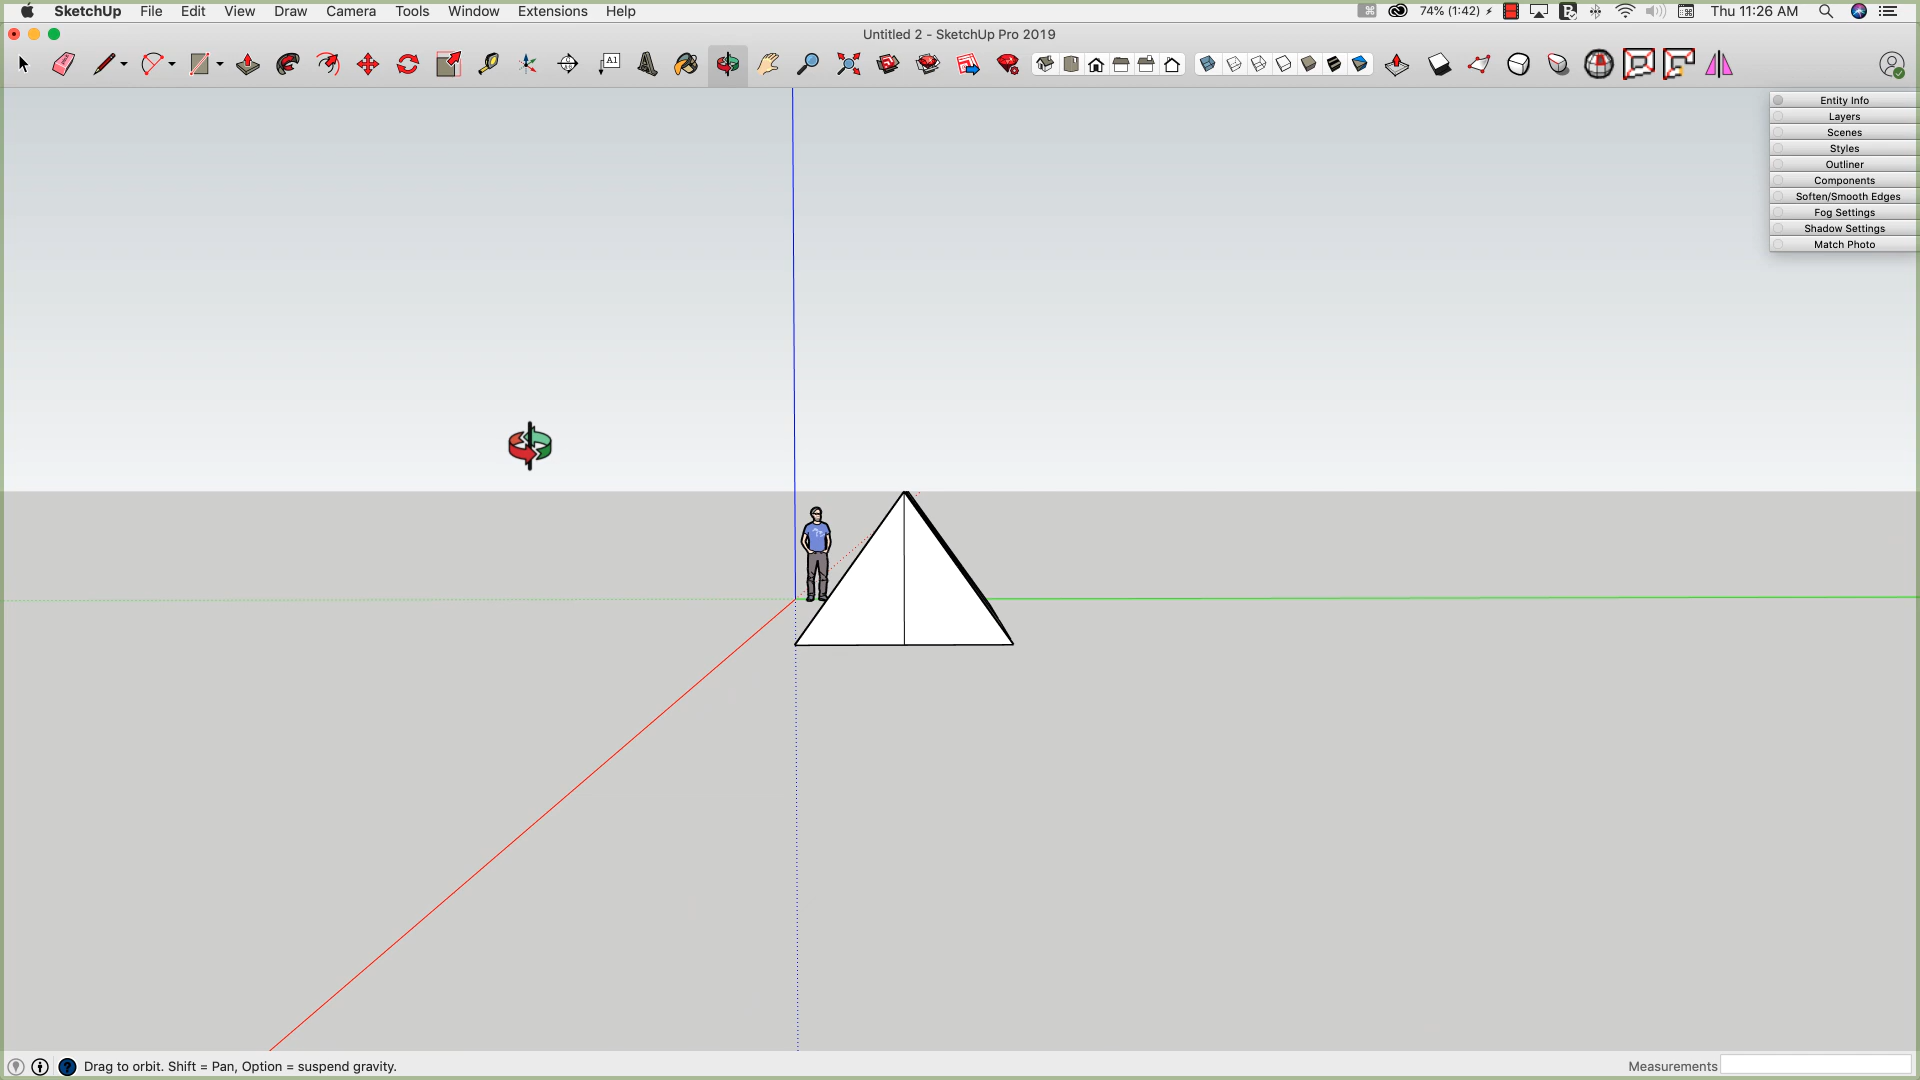 SketchUp File Edit View Draw Camera Tools Window Extensions Help 74% (1:42) Thu 11:26 AM
Untitled 2 - SketchUp Pro 2019
A1
Entity Info
Layers
Scenes
Styles
Outliner
Components
Soften/Smooth Edges
Fog Settings
Shadow Settings
Match Photo
Drag to orbit. Shift = Pan, Option = suspend gravity.
Measurements